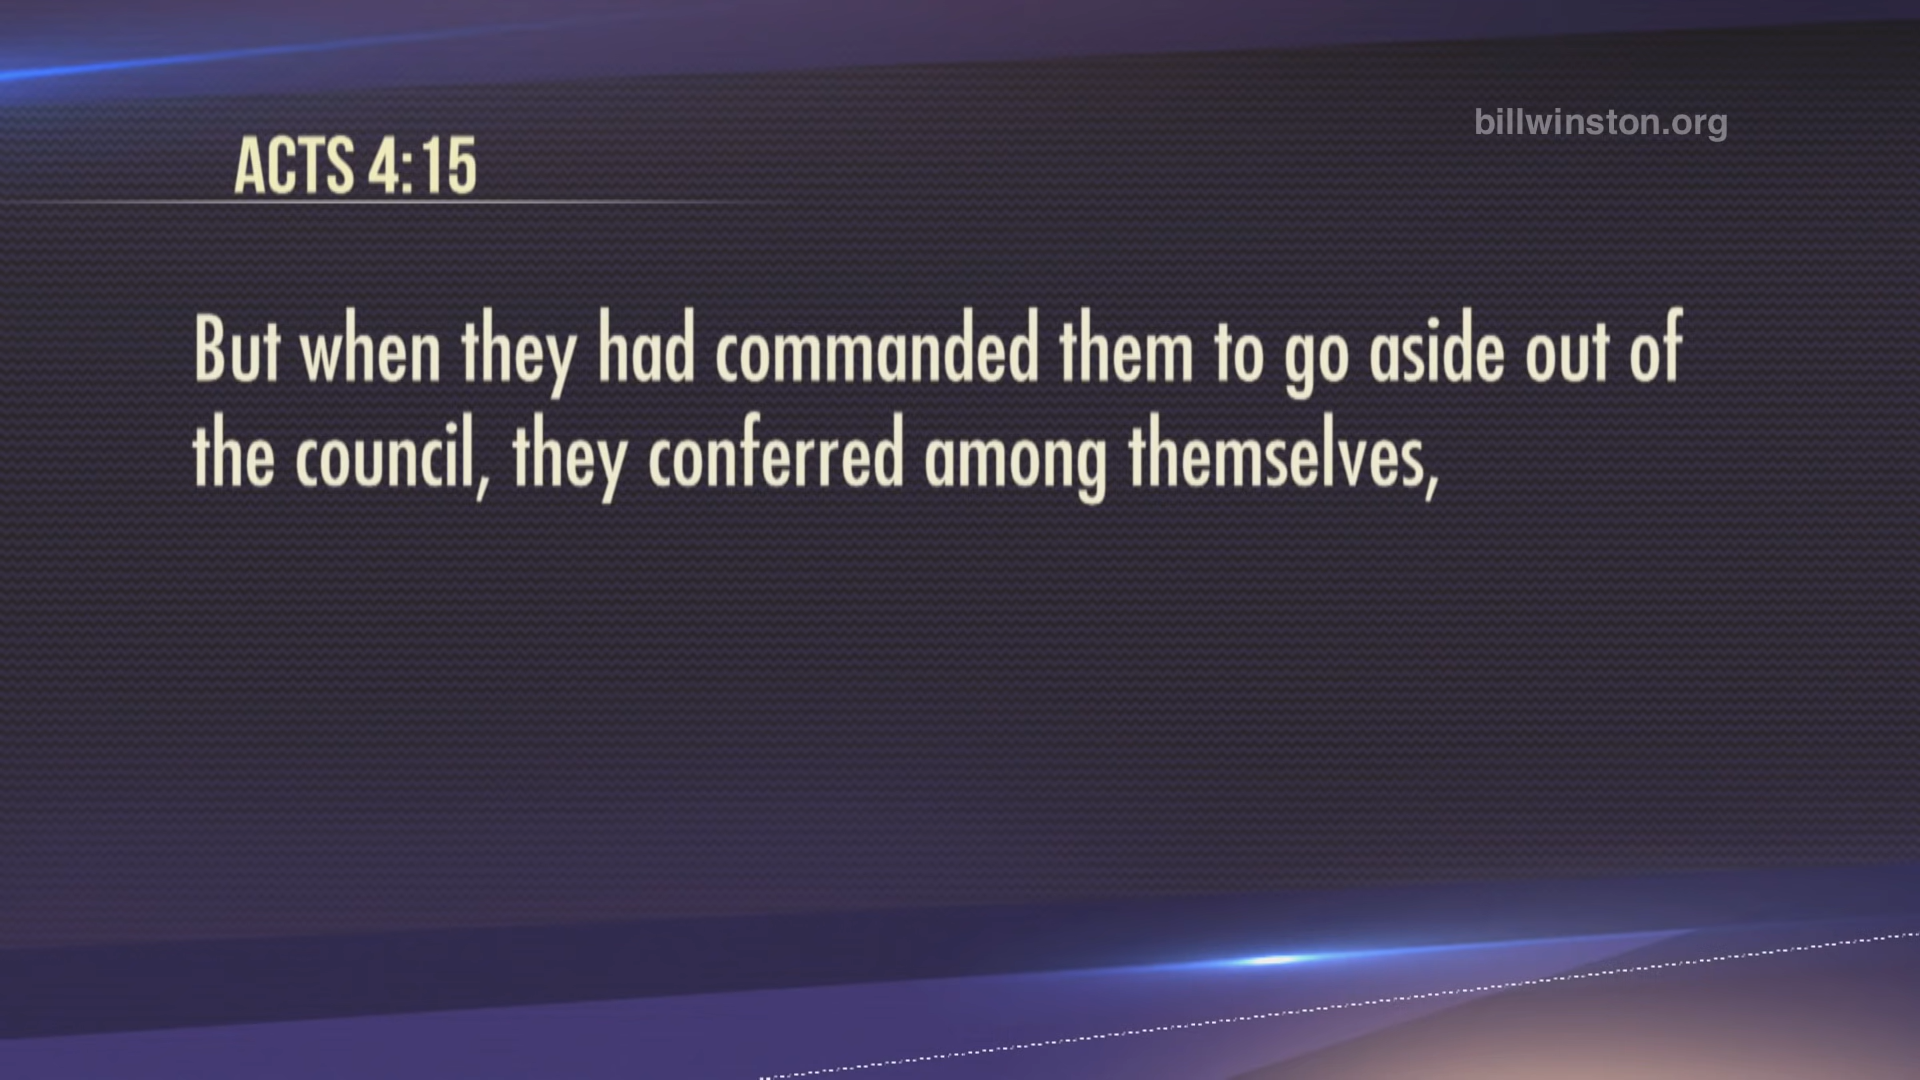 billwinston.org
ACTS 4:15
But when they had commanded them to go aside out of
the council, they conferred among themselves,